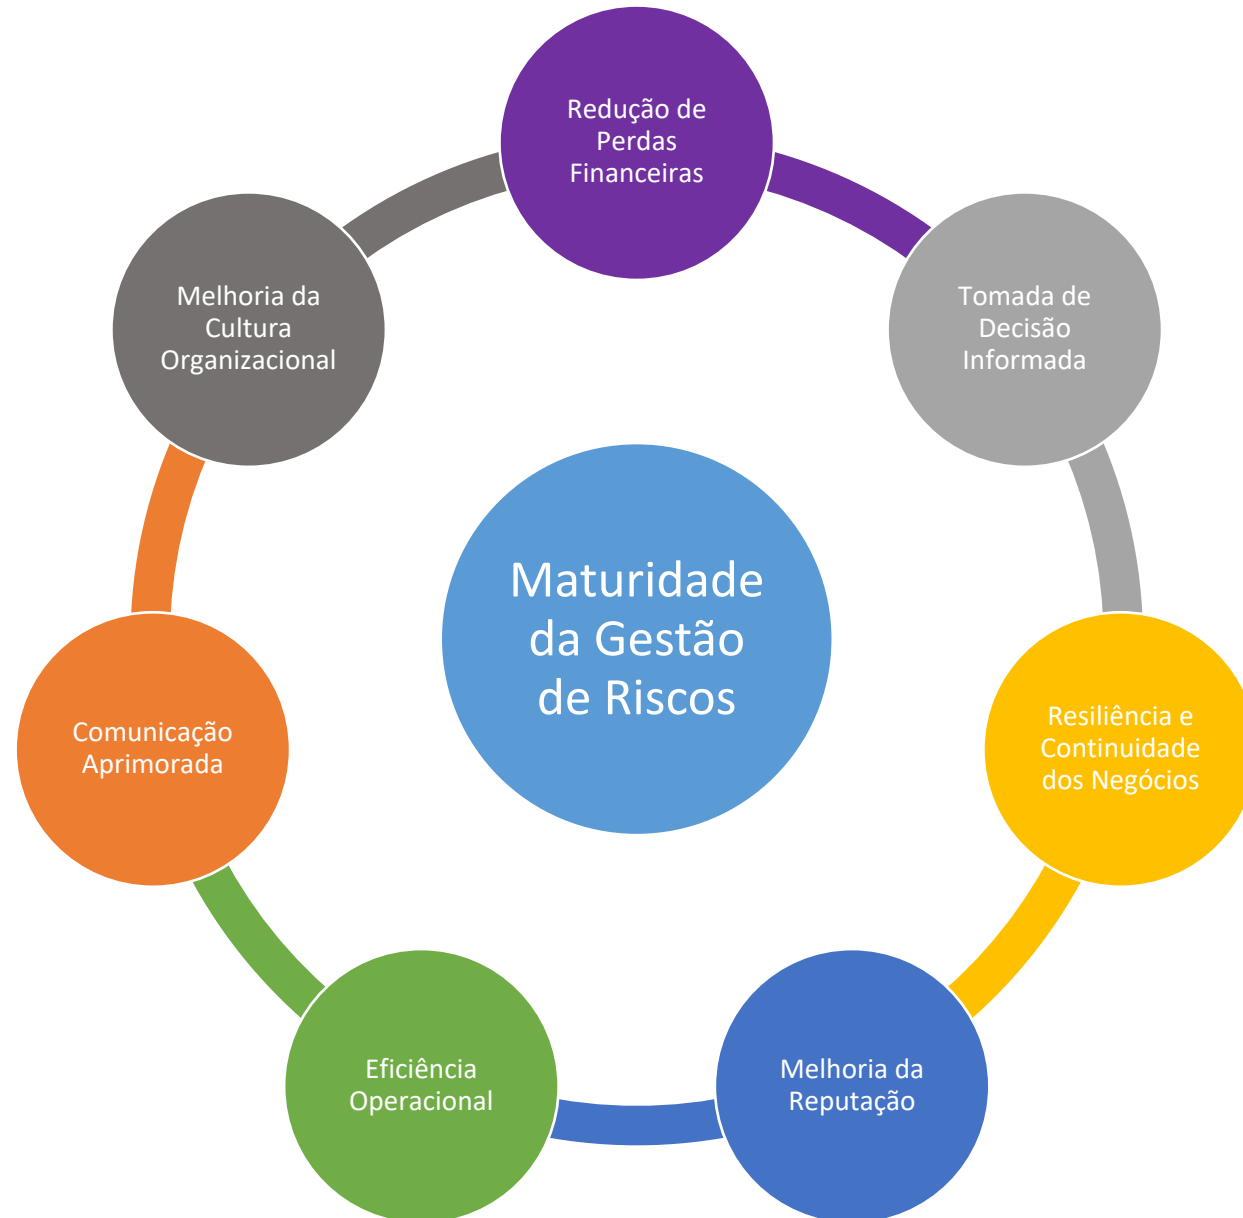 Redução de
Perdas
Financeiras
Melhoria da
Cultura
Organizacional
Tomada de
Decisão
Informada
Maturidade
da Gestão
de Riscos
Comunicação
Aprimorada
Resiliência e
Continuidade
dos Negócios
Eficiência
Operacional
Melhoria da
Reputação